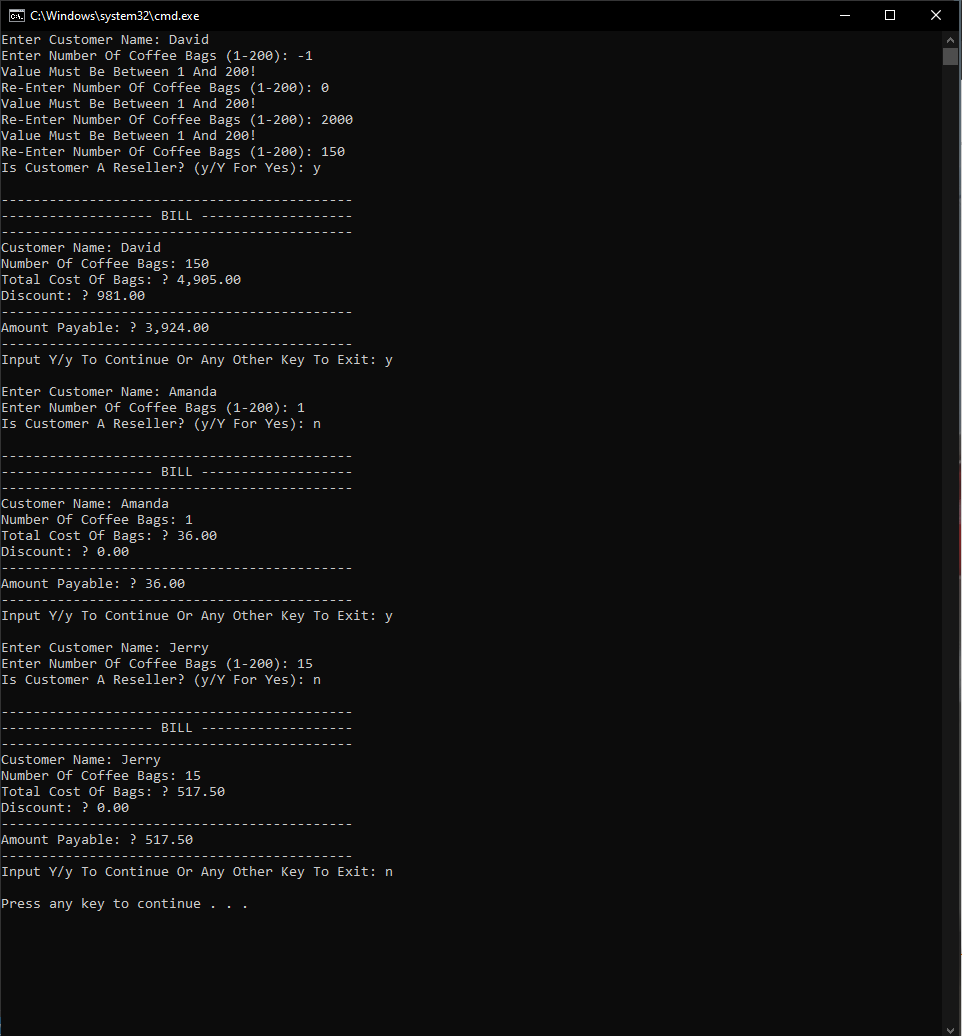 C:\Windows\system32\cmd.exe
Enter Customer Name: David
Enter Number Of Coffee Bags (1-200): -1
Value Must Be Between 1 And 200!
Re-Enter Number Of Coffee Bags (1-200): 0
Value Must Be Between 1 And 200!
Re-Enter Number Of Coffee Bags (1-200): 2000
Value Must Be Between 1 And 200!
Re-Enter Number Of Coffee Bags (1-200): 150
Is Customer A Reseller? (y/Y For Yes): y
--------------------------------------------
------------------- BILL -------------------
--------------------------------------------
Customer Name: David
Number Of Coffee Bags: 150
Total Cost Of Bags: ? 4,905.00
Discount: ? 981.00
--------------------------------------------
Amount Payable: ? 3,924.00
--------------------------------------------
Input Y/y To Continue Or Any Other Key To Exit: y
Enter Customer Name: Amanda
Enter Number Of Coffee Bags (1-200): 1
Is Customer A Reseller? (y/Y For Yes): n
--------------------------------------------
------------------- BILL -------------------
--------------------------------------------
Customer Name: Amanda
Number Of Coffee Bags: 1
Total Cost Of Bags: ? 36.00
Discount: ? 0.00
--------------------------------------------
Amount Payable: ? 36.00
--------------------------------------------
Input Y/y To Continue Or Any Other Key To Exit: y
Enter Customer Name: Jerry
Enter Number Of Coffee Bags (1-200): 15
Is Customer A Reseller? (y/Y For Yes): n
--------------------------------------------
------------------- BILL -------------------
--------------------------------------------
Customer Name: Jerry
Number Of Coffee Bags: 15
Total Cost Of Bags: ? 517.50
Discount: ? 0.00
--------------------------------------------
Amount Payable: ? 517.50
--------------------------------------------
Input Y/y To Continue Or Any Other Key To Exit: n
Press any key to continue . . .